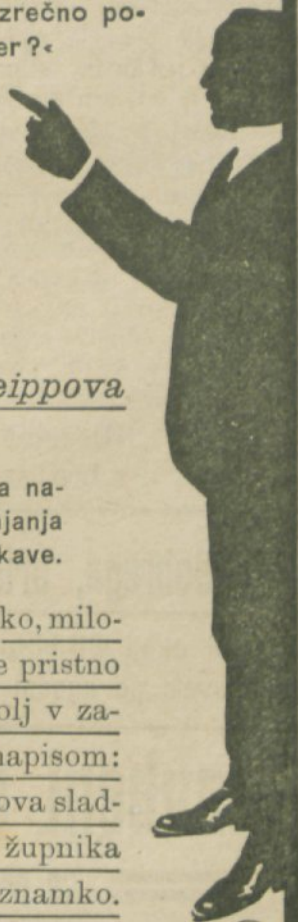 zrečno po-
er?«
eippova
a na-
njanja
kave.
ko, milo-
e pristno
olj v za-
napisom:
ova slad-
župnika
znamko.